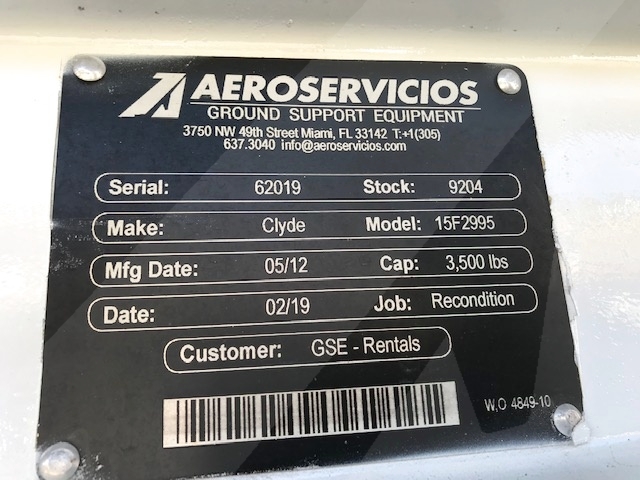 AEROSERVICIOS
GROUND SUPPORT EQUIPMENT
3750 NW 49th Street Miami, FL 33142 T:+1(305)
637.3040 info@aeroservicios.com
Serial: 62019 Stock: 9204
Make: Clyde Model: 15F2995
Mfg Date: 05/12 Cap: 3,500 lbs
Date: 02/19 Job: Recondition
Customer: GSE - Rentals
W.O 4849-10